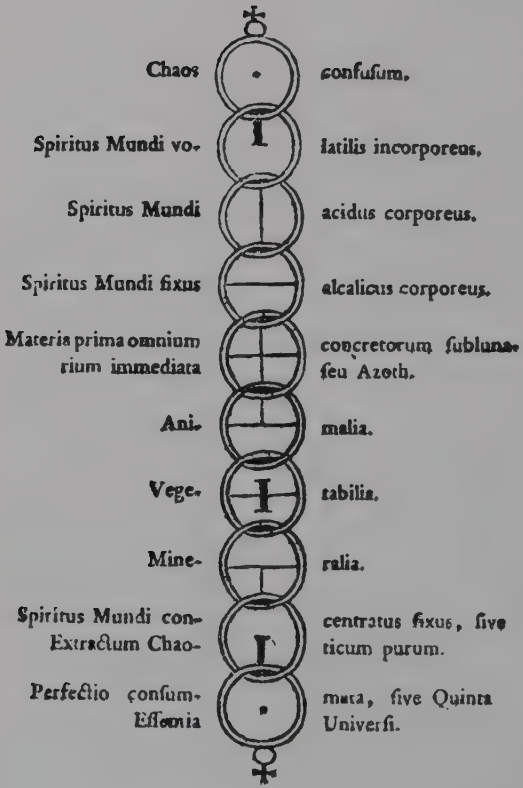 Chaos confuſum.
Spiritus Mundi vo- latilis incorporeus.
Spiritus Mundi acidus corporeus.
Spiritus Mundi fixus alcalicus corporeus.
Materia prima omnium concretorum ſubluna-
rium immediata ſeu Azoth.
Ani- malia.
Vege- tabilia.
Mine- ralia.
Spiritus Mundi con- centratus fixus, ſive
Extractum Chao- ticum purum.
Perfectio conſum- mata, ſive Quinta
Eſſentia Univerſi.